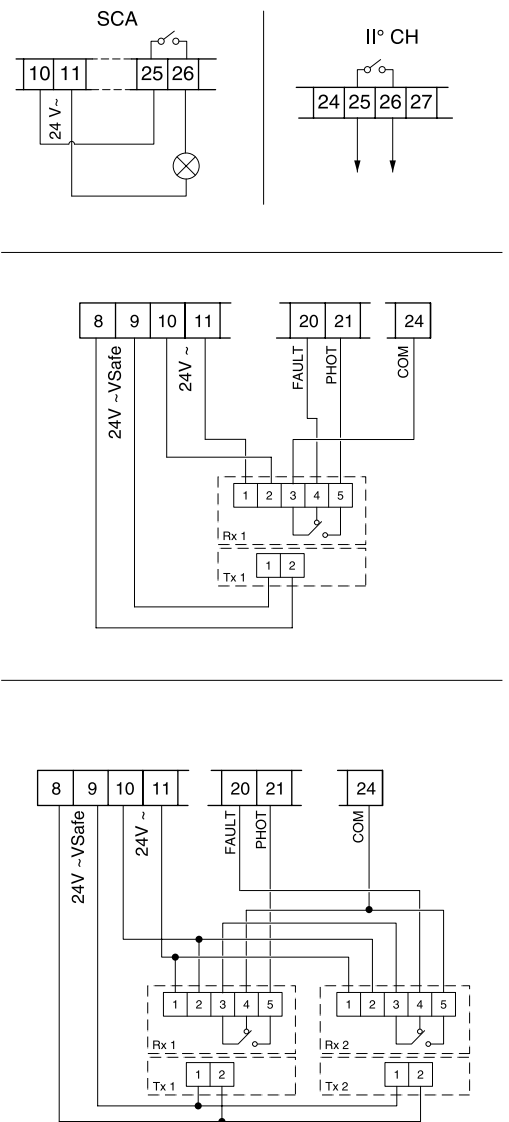 SCA
10 11 25 26
24 V~
II° CH
24 25 26 27
8 9 10 11 20 21 24
24V ~VSafe
24V ~
FAULT
PHOT
COM
1 2 3 4 5
Rx 1
1 2
Tx 1
8 9 10 11 20 21 24
24V ~VSafe
24V ~
FAULT
PHOT
COM
1 2 3 4 5
1 2 3 4 5
Rx 1
Rx 2
1 2
1 2
Tx 1
Tx 2